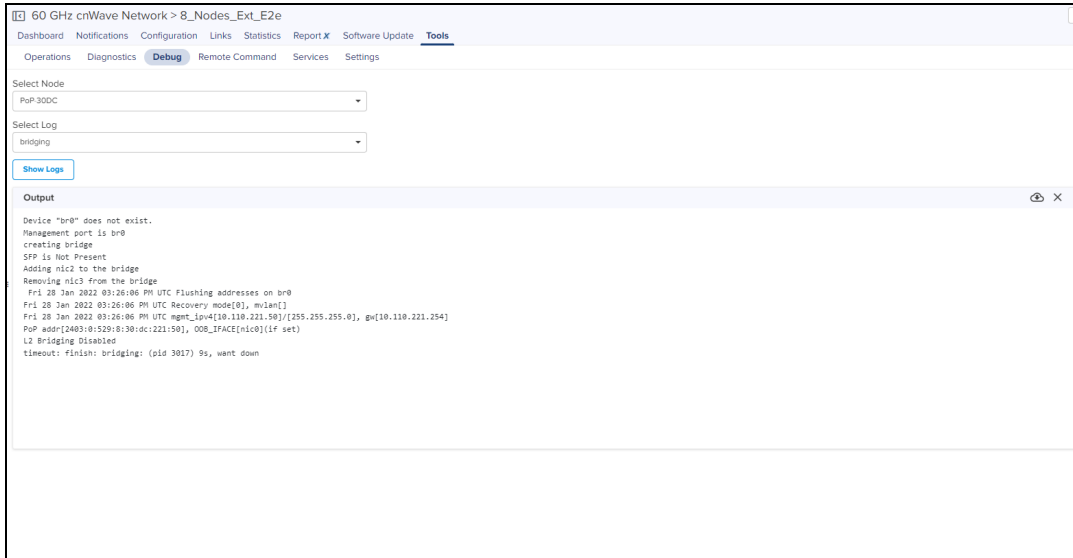 60 GHz cnWave Network > 8_Nodes_Ext_E2e
Dashboard Notifications Configuration Links Statistics Report X Software Update Tools
Operations Diagnostics Debug Remote Command Services Settings
Select Node
PoP-30DC
Select Log
bridging
Show Logs
Output
Device "br0" does not exist.
Management port is br0
creating bridge
SFP is Not Present
Adding nic2 to the bridge
Removing nic3 from the bridge
Fri 28 Jan 2022 03:26:06 PM UTC Flushing addresses on br0
Fri 28 Jan 2022 03:26:06 PM UTC Recovery mode[0], mvlan[]
Fri 28 Jan 2022 03:26:06 PM UTC mgmt_ipv4[10.110.221.50]/[255.255.255.0], gw[10.110.221.254]
PoP addr[2403:0:529:8:30:dc:221:50], OOB_IFACE[nic0](if set)
L2 Bridging Disabled
timeout: finish: bridging: (pid 3017) 9s, want down